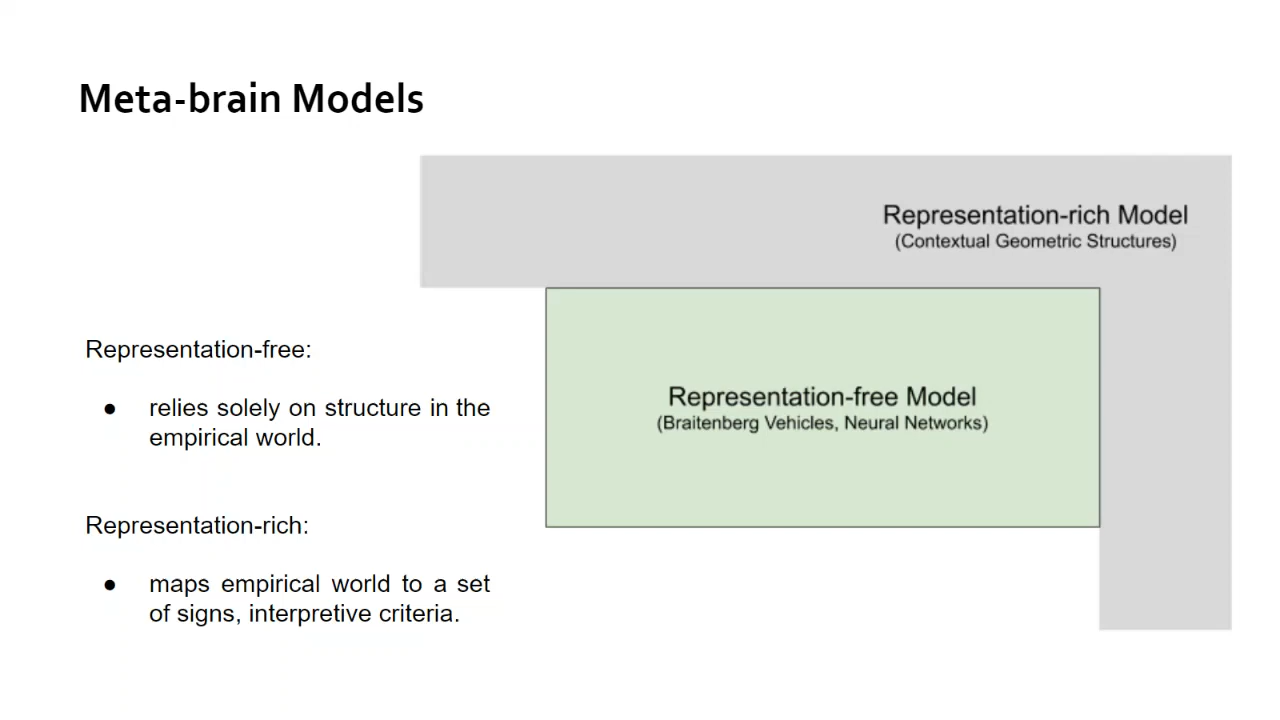 Meta-brain Models
Representation-rich Model
(Contextual Geometric Structures)
Representation-free Model
(Braitenberg Vehicles, Neural Networks)
Representation-free:
● relies solely on structure in the
empirical world.
Representation-rich:
● maps empirical world to a set
of signs, interpretive criteria.